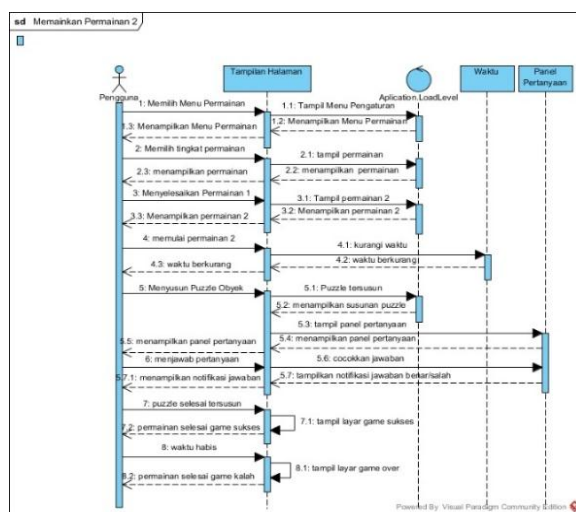 sd Memainkan Permainan 2
Pengguna
Tampilan Halaman
Aplication.LoadLevel
Waktu
Panel
Pertanyaan
1: Memilih Menu Permainan
1.1: Tampil Menu Pengaturan
1.2: Menampilkan Menu Permainan
1.3: Menampilkan Menu Permainan
2: Memilih tingkat permainan
2.1: tampil permainan
2.2: menampilkan permainan
2.3: menampilkan permainan
3: Menyelesaikan Permainan 1
3.1: Tampil permainan 2
3.2: Menampilkan permainan 2
3.3: Menampilkan permainan 2
4: memulai permainan 2
4.1: kurangi waktu
4.2: waktu berkurang
4.3: waktu berkurang
5: Menyusun Puzzle Obyek
5.1: Puzzle tersusun
5.2: menampilkan susunan puzzle
5.3: tampil panel pertanyaan
5.4: menampilkan panel pertanyaan
5.5: menampilkan panel pertanyaan
6: menjawab pertanyaan
5.6: cocokkan jawaban
5.7: tampilkan notifikasi jawaban benar/salah
5.7.1: menampilkan notifikasi jawaban
7: puzzle selesai tersusun
7.1: tampil layar game sukses
7.2: permainan selesai game sukses
8: waktu habis
8.1: tampil layar game over
8.2: permainan selesai game kalah
Powered By Visual Paradigm Community Edition